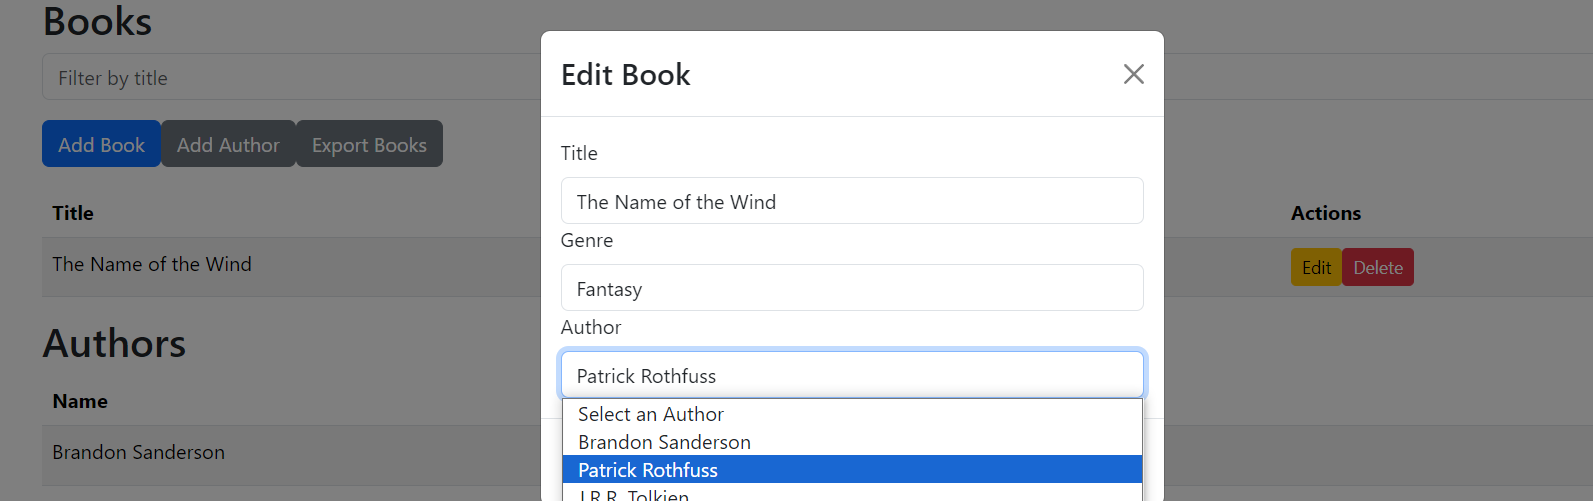 Books
Filter by title
Add Book Add Author Export Books
Title Actions
The Name of the Wind Edit Delete
Authors
Name
Brandon Sanderson
Edit Book
Title
The Name of the Wind
Genre
Fantasy
Author
Patrick Rothfuss
Select an Author
Brandon Sanderson
Patrick Rothfuss
J.R.R. Tolkien